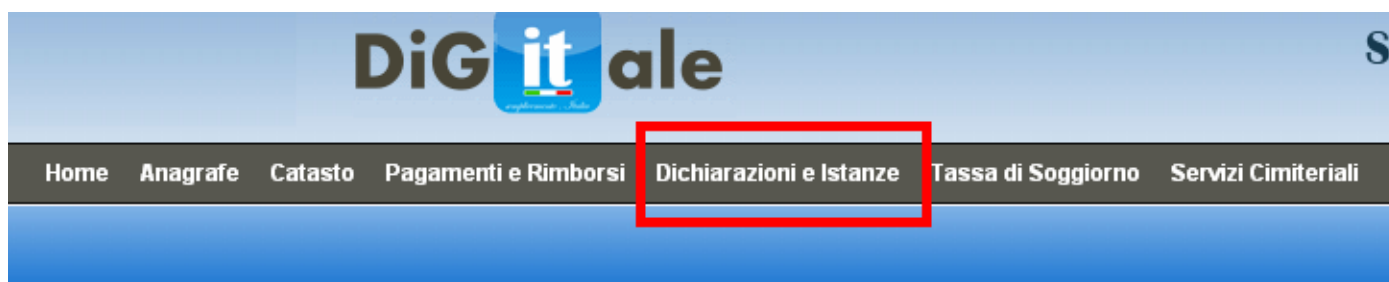 DiGitale
S
Home Anagrafe Catasto Pagamenti e Rimborsi Dichiarazioni e Istanze Tassa di Soggiorno Servizi Cimiteriali